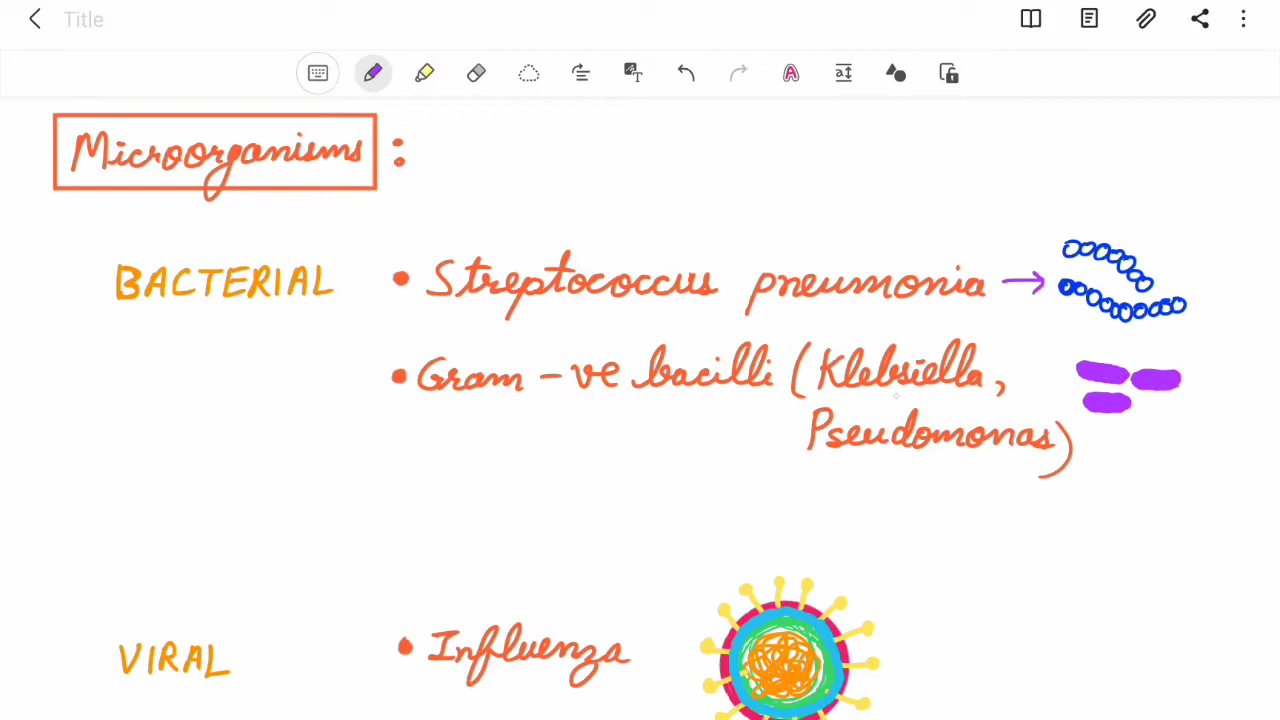 Title
Microorganisms :
BACTERIAL • Streptococcus pneumonia →
• Gram -ve bacilli (Klebsiella,
Pseudomonas)
VIRAL • Influenza